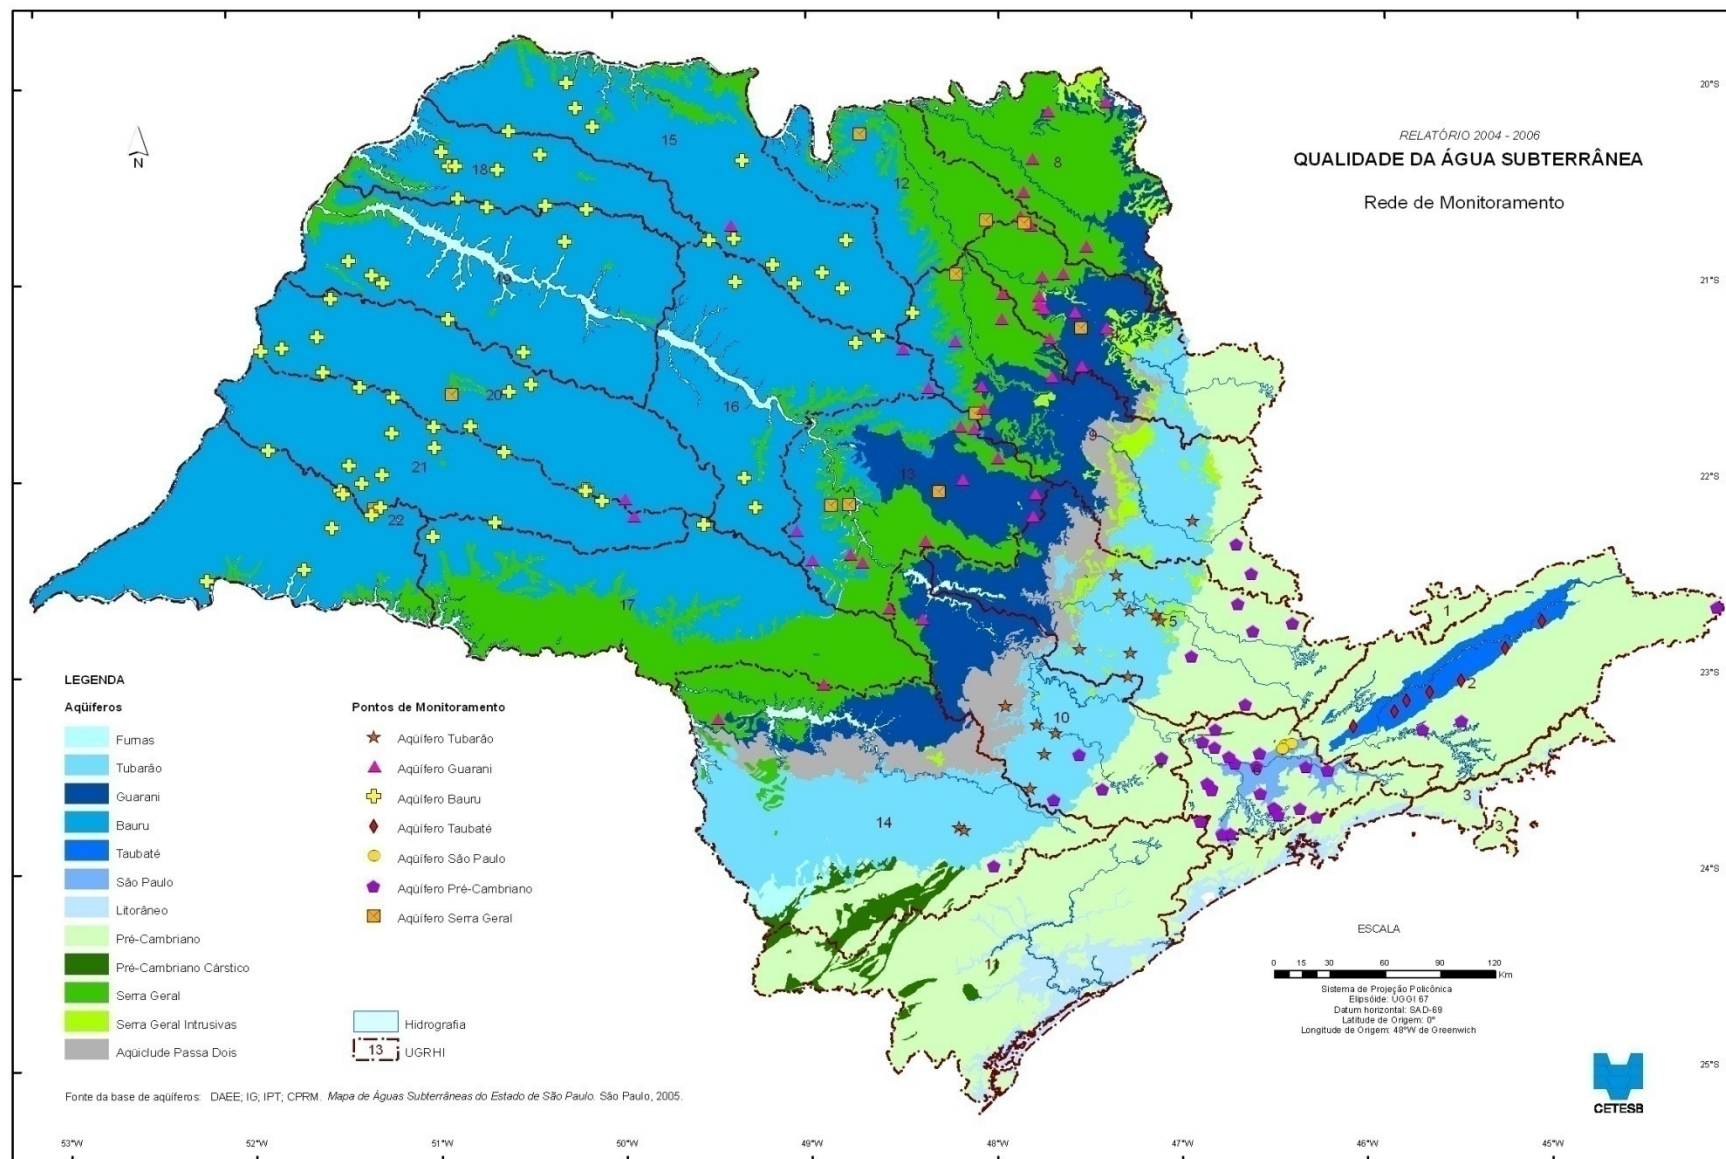 RELATÓRIO 2004 - 2006
QUALIDADE DA ÁGUA SUBTERRÂNEA
Rede de Monitoramento
N
20°S
21°S
22°S
23°S
24°S
25°S
15
8
18
12
19
20
16
9
13
21
22
17
5
1
2
10
6
3
3
14
7
11
LEGENDA
Aqüíferos
Furnas
Tubarão
Guarani
Bauru
Taubaté
São Paulo
Litorâneo
Pré-Cambriano
Pré-Cambriano Cárstico
Serra Geral
Serra Geral Intrusivas
Aqüiclude Passa Dois
Pontos de Monitoramento
Aqüífero Tubarão
Aqüífero Guarani
Aqüífero Bauru
Aqüífero Taubaté
Aqüífero São Paulo
Aqüífero Pré-Cambriano
Aqüífero Serra Geral
Hidrografia
13 UGRHI
ESCALA
0 15 30 60 90 120
Km
Sistema de Projeção Policônica
Elipsóide: UGGI 67
Datum horizontal: SAD-69
Latitude de Origem: 0°
Longitude de Origem: 48°W de Greenwich
CETESB
Fonte da base de aqüíferos: DAEE; IG; IPT; CPRM. Mapa de Águas Subterrâneas do Estado de São Paulo. São Paulo, 2005.
53°W 52°W 51°W 50°W 49°W 48°W 47°W 46°W 45°W